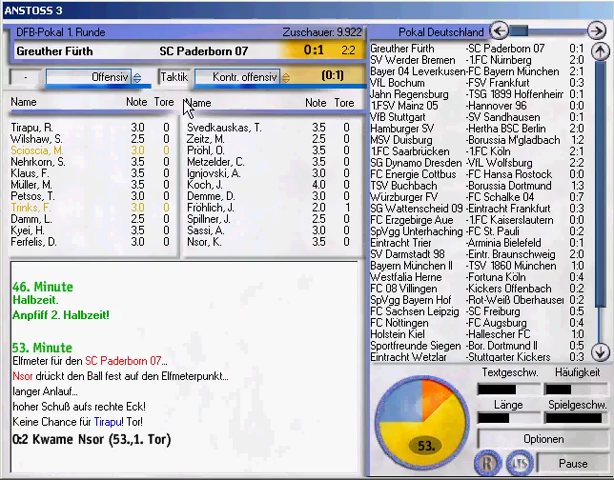 ANSTOSS 3
DFB-Pokal 1. Runde
Zuschauer: 9.922
Greuther Fürth
SC Paderborn 07
0:1
2:2
-
Offensiv
Taktik
Kontr. offensiv
(0:1)
Name Note Tore
Tirapu, R. 3.0 0
Wilshaw, S. 2.5 0
Scioscia, M. 3.0 0
Nehrkorn, S. 3.5 0
Klaus, F. 3.5 0
Müller, M. 3.5 0
Petsos, T. 3.0 0
Trinks, F. 3.0 0
Damm, L. 2.5 0
Kyei, H. 3.5 0
Ferfelis, D. 3.0 0
Name Note Tore
Svedkauskas, T. 3.5 0
Zeitz, M. 2.5 0
Pröhl, O. 3.5 0
Metzelder, C. 3.5 0
Ignjovski, A. 3.5 0
Koch, J. 4.0 0
Demme, D. 3.0 0
Fröhlich, J. 2.0 1
Spillner, J. 2.5 0
Sassi, A. 3.0 0
Nsor, K. 3.5 0
46. Minute
Halbzeit.
Anpfiff 2. Halbzeit!
53. Minute
Elfmeter für den SC Paderborn 07...
Nsor drückt den Ball fest auf den Elfmeterpunkt...
langer Anlauf...
hoher Schuß aufs rechte Eck!
Keine Chance für Tirapu! Tor!
0:2 Kwame Nsor (53.,1. Tor)
Pokal Deutschland
Greuther Fürth -SC Paderborn 07 0:1
SV Werder Bremen -1.FC Nürnberg 2:0
Bayer 04 Leverkusen -FC Bayern München 2:1
VfL Bochum -FSV Frankfurt 0:3
Jahn Regensburg -TSG 1899 Hoffenheim 0:1
1.FSV Mainz 05 -Hannover 96 0:0
VfB Stuttgart -SV Sandhausen 0:1
Hamburger SV -Hertha BSC Berlin 2:0
MSV Duisburg -Borussia M'gladbach 1:2
1.FC Saarbrücken -1.FC Köln 2:1
SG Dynamo Dresden -VfL Wolfsburg 2:2
FC Energie Cottbus -FC Hansa Rostock 0:0
TSV Buchbach -Borussia Dortmund 1:3
Würzburger FV -FC Schalke 04 0:7
SG Wattenscheid 09 -Eintracht Frankfurt 0:3
FC Erzgebirge Aue -1.FC Kaiserslautern 0:0
SpVgg Unterhaching -FC St. Pauli 0:2
Eintracht Trier -Arminia Bielefeld 0:1
SV Darmstadt 98 -Eintr. Braunschweig 2:0
Bayern München II -TSV 1860 München 1:0
Westfalia Herne -Fortuna Köln 0:4
FC 08 Villingen -Kickers Offenbach 0:2
SpVgg Bayern Hof -Rot-Weiß Oberhausen 0:2
FC Sachsen Leipzig -SC Freiburg 0:5
FC Nöttingen -FC Augsburg 0:4
Holstein Kiel -Hallescher FC 1:0
Sportfreunde Siegen -Bor. Dortmund II 0:5
Eintracht Wetzlar -Stuttgarter Kickers 0:3
Textgeschw.
Häufigkeit
Länge
Spielgeschw.
53.
Optionen
R
LTS
Pause